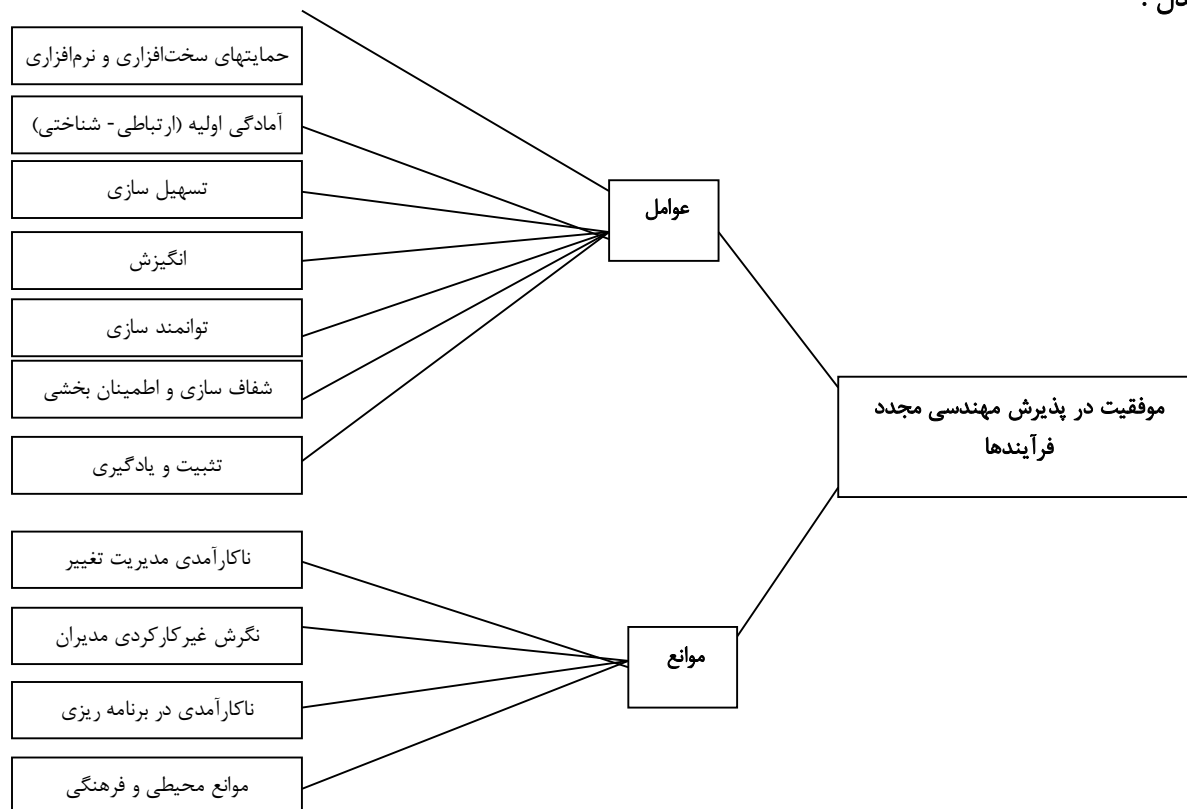 حمایتهای سخت‌افزاری و نرم‌افزاری
آمادگی اولیه (ارتباطی- شناختی)
تسهیل سازی
انگیزش
توانمند سازی
شفاف سازی و اطمینان بخشی
تثبیت و یادگیری
عوامل
موفقیت در پذیرش مهندسی مجدد
فرآیندها
ناکارآمدی مدیریت تغییر
نگرش غیرکارکردی مدیران
ناکارآمدی در برنامه ریزی
موانع محیطی و فرهنگی
موانع